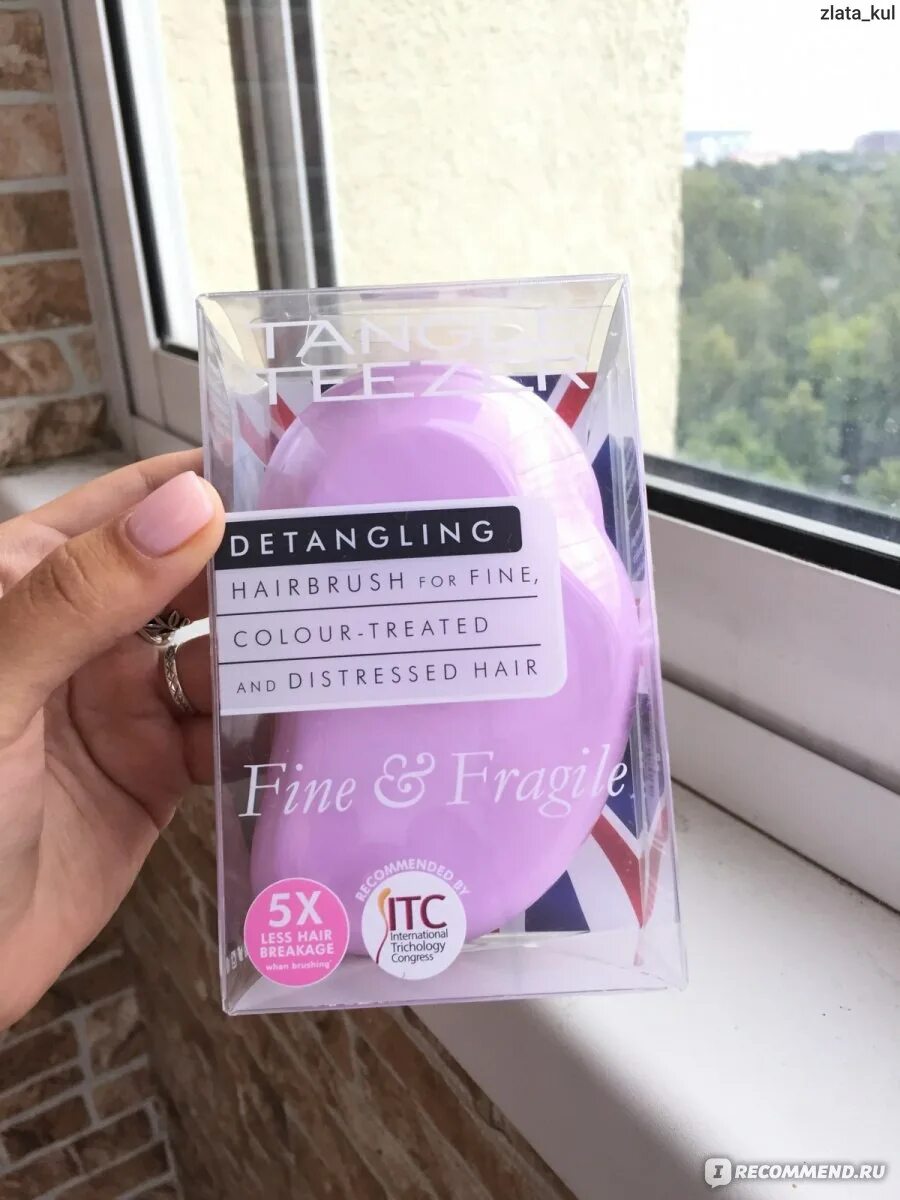 zlata_kul
TANGLE
TEEZER
DETANGLING
HAIRBRUSH FOR FINE,
COLOUR-TREATED
AND DISTRESSED HAIR
Fine & Fragile
5X
LESS HAIR
BREAKAGE
when brushing*
RECOMMENDED BY
ITC
International
Trichology
Congress
IRECOMMEND.RU